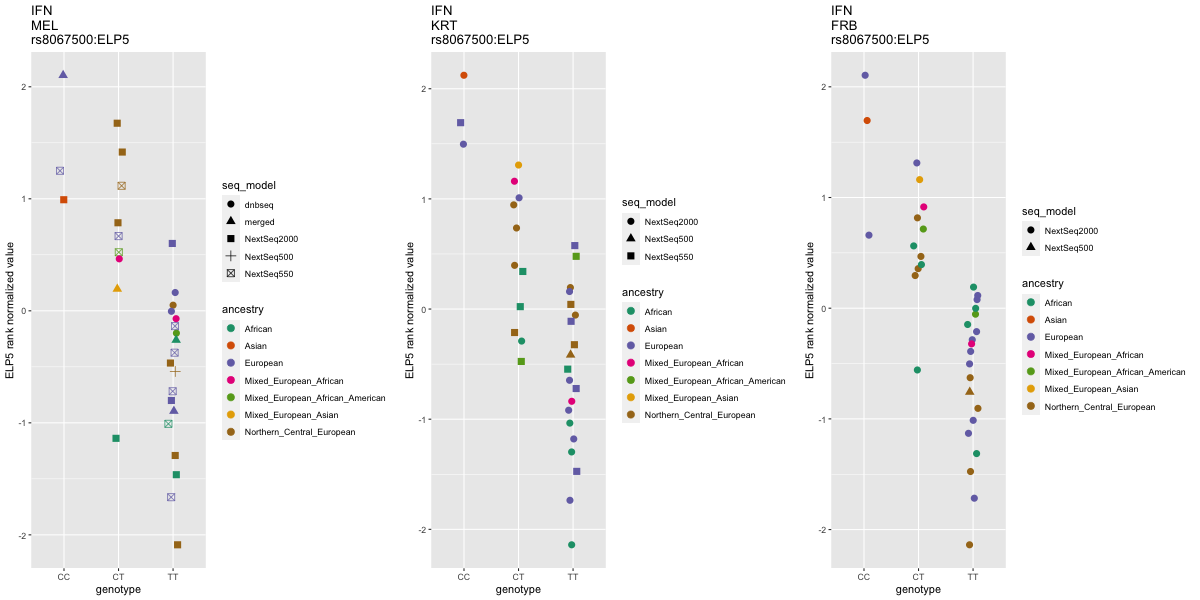 IFN
MEL
rs8067500:ELP5
ELP5 rank normalized value
2
1
0
-1
-2
CC
CT
TT
genotype
seq_model
dnbseq
merged
NextSeq2000
NextSeq500
NextSeq550
ancestry
African
Asian
European
Mixed_European_African
Mixed_European_African_American
Mixed_European_Asian
Northern_Central_European
IFN
KRT
rs8067500:ELP5
ELP5 rank normalized value
2
1
0
-1
-2
CC
CT
TT
genotype
seq_model
NextSeq2000
NextSeq500
NextSeq550
ancestry
African
Asian
European
Mixed_European_African
Mixed_European_African_American
Mixed_European_Asian
Northern_Central_European
IFN
FRB
rs8067500:ELP5
ELP5 rank normalized value
2
1
0
-1
-2
CC
CT
TT
genotype
seq_model
NextSeq2000
NextSeq500
ancestry
African
Asian
European
Mixed_European_African
Mixed_European_African_American
Mixed_European_Asian
Northern_Central_European